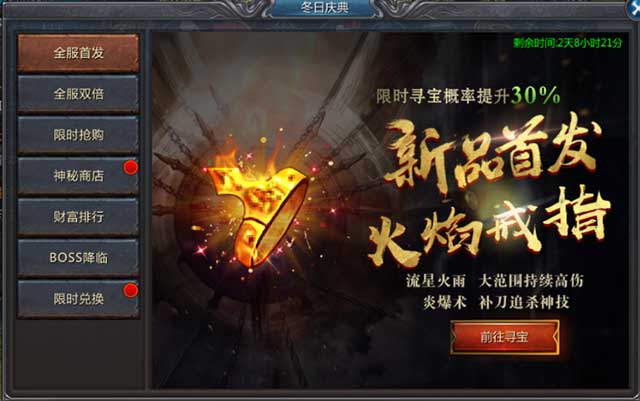 冬日庆典
剩余时间:2天8小时21分
全服首发
全服双倍
限时抢购
神秘商店
财富排行
BOSS降临
限时兑换
限时寻宝概率提升30%
新品首发
火焰戒指
流星火雨 大范围持续高伤
炎爆术 补刀追杀神技
前往寻宝